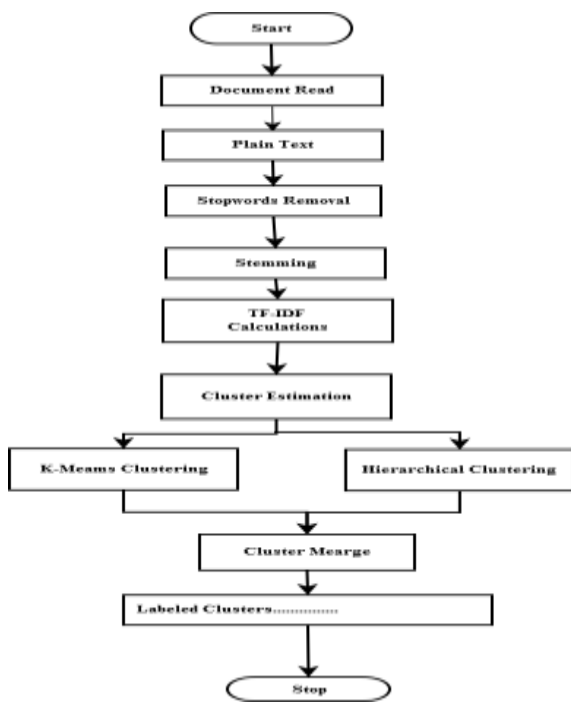 Start
Document Read
Plain Text
Stopwords Removal
Stemming
TF-IDF
Calculations
Cluster Estimation
K-Meams Clustering
Hierarchical Clustering
Cluster Mearge
Labeled Clusters...............
Stop